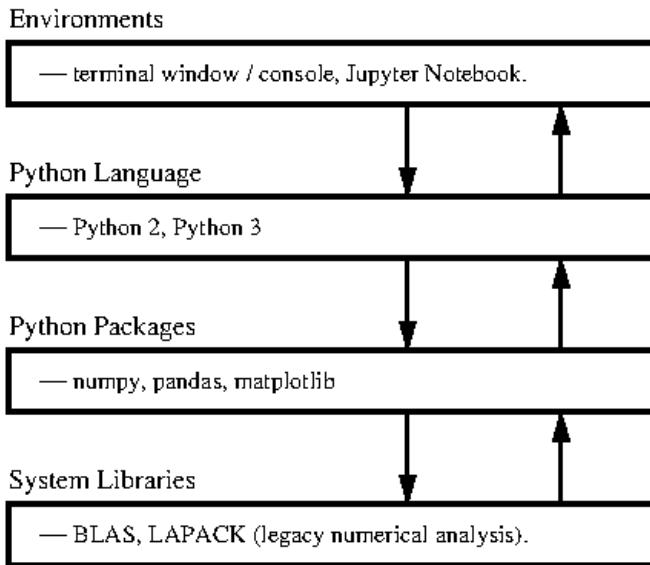 Environments
— terminal window / console, Jupyter Notebook.
Python Language
— Python 2, Python 3
Python Packages
— numpy, pandas, matplotlib
System Libraries
— BLAS, LAPACK (legacy numerical analysis).